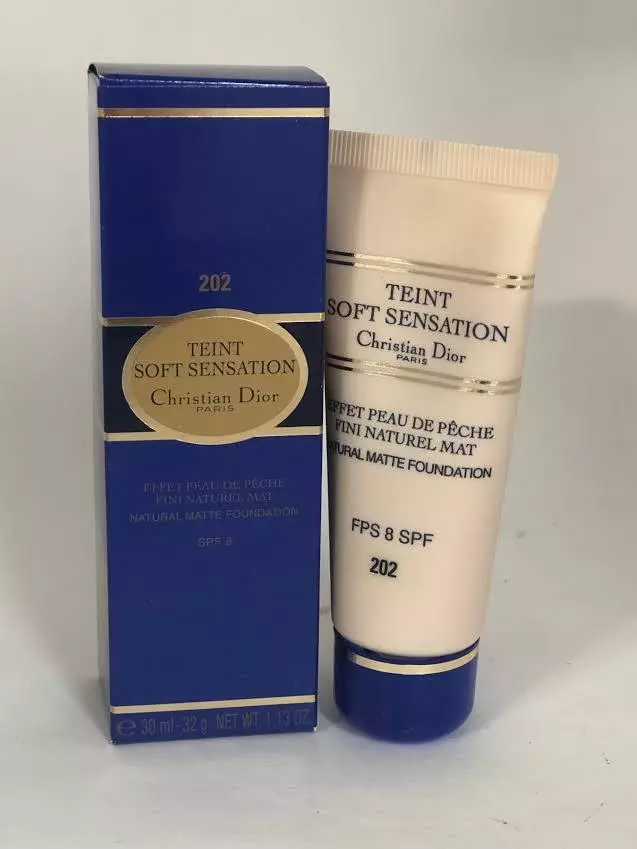 202
TEINT
SOFT SENSATION
Christian Dior
PARIS
EFFET PEAU DE PÊCHE
FINI NATUREL MAT
NATURAL MATTE FOUNDATION
SPF 8
e 30 ml - 32 g NET WT. 1.13 OZ.
TEINT
SOFT SENSATION
Christian Dior
PARIS
EFFET PEAU DE PÊCHE
FINI NATUREL MAT
NATURAL MATTE FOUNDATION
FPS 8 SPF
202